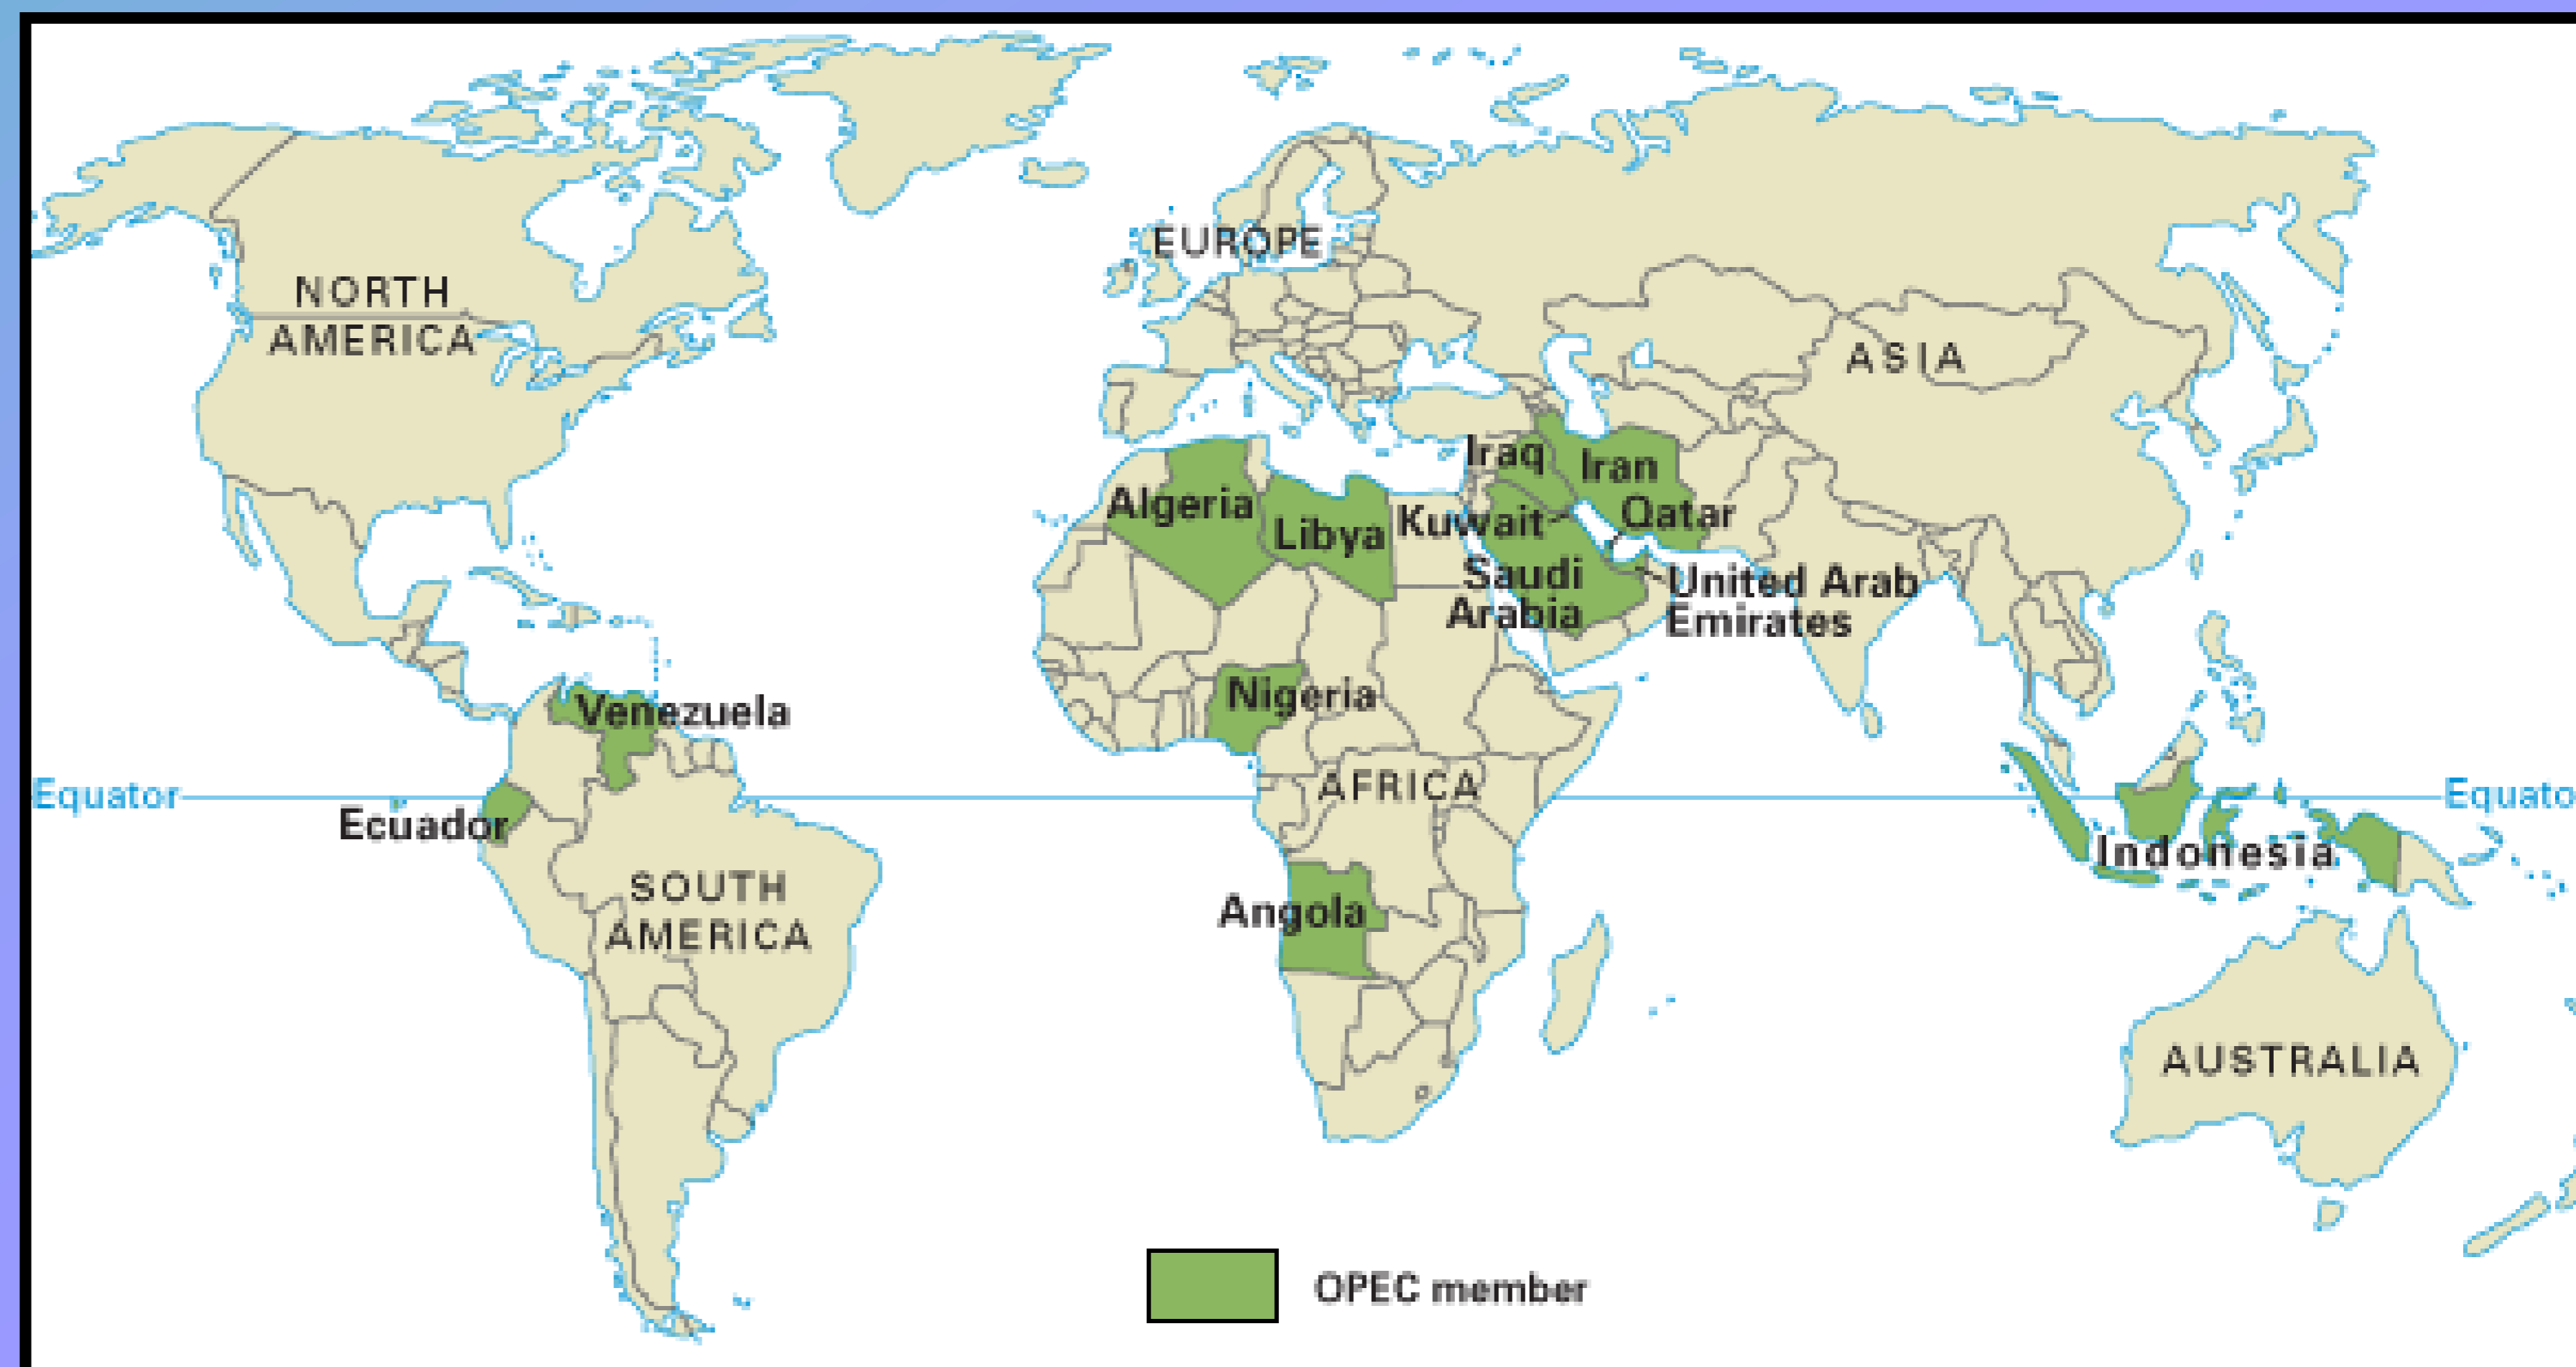 EUROPE
NORTH
AMERICA
ASIA
Iraq
Iran
Algeria
Libya
Kuwait
Qatar
Saudi
Arabia
United Arab
Emirates
Nigeria
Venezuela
AFRICA
Equator
Equato
Ecuador
Indonesia
SOUTH
AMERICA
Angola
AUSTRALIA
OPEC member